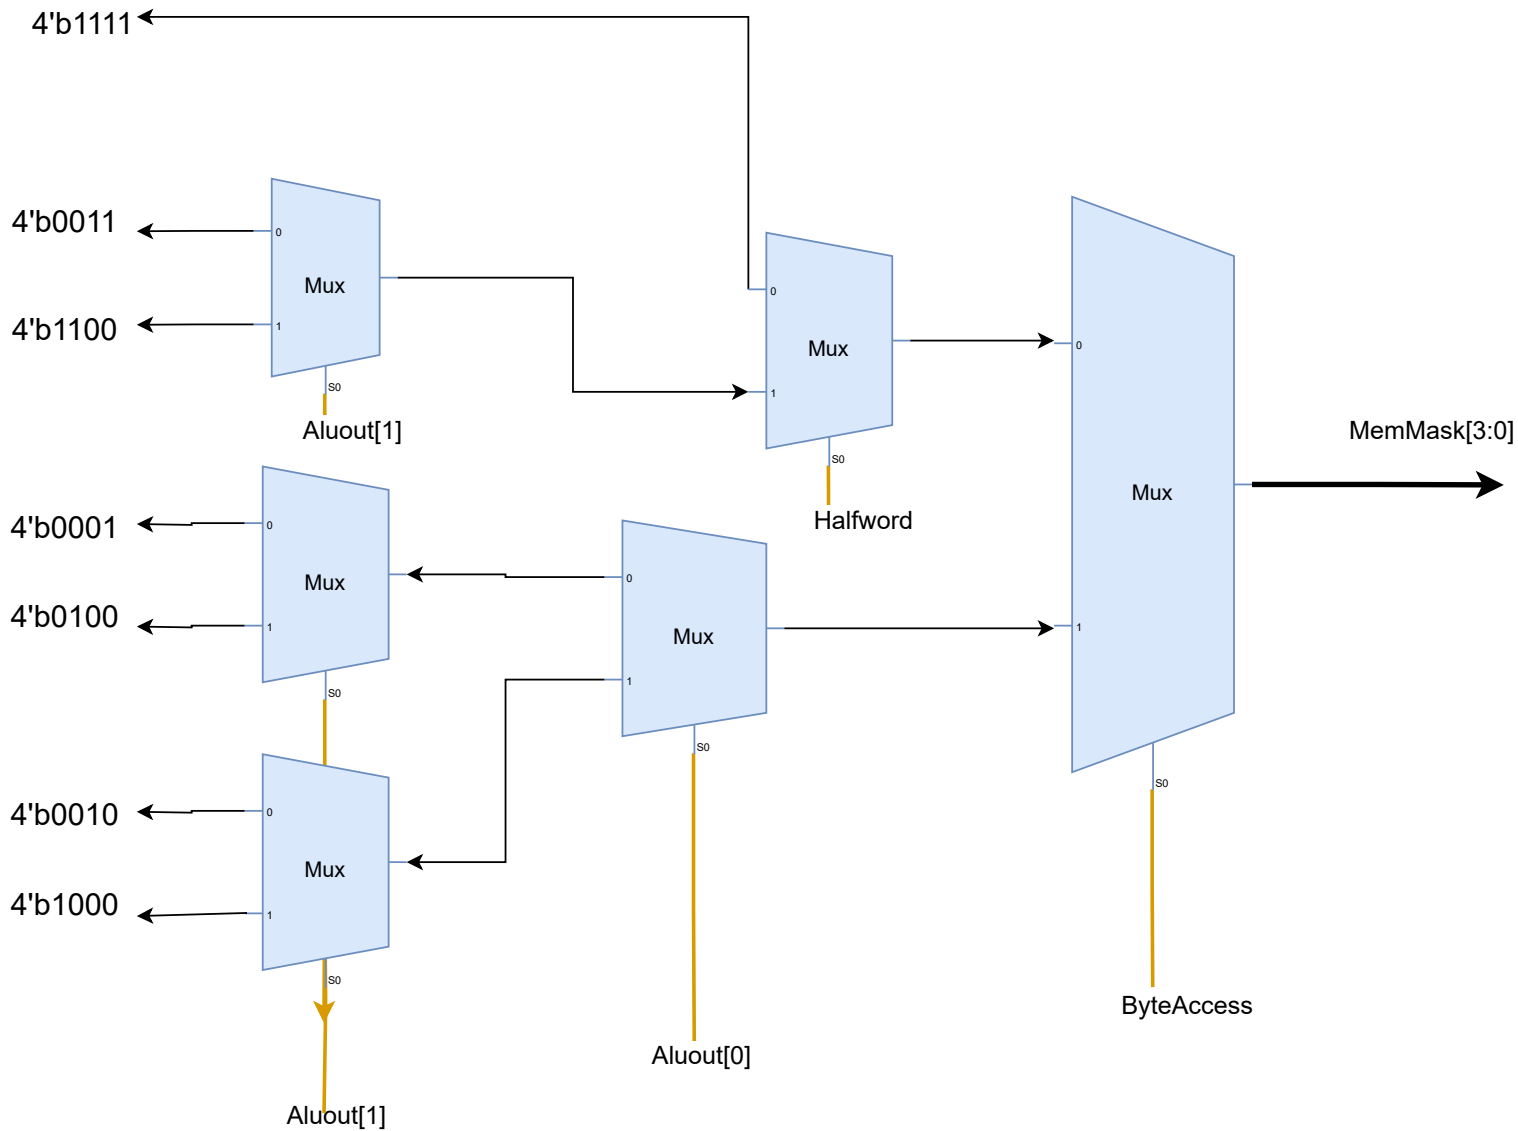 4'b1111
4'b0011
0
Mux
4'b1100
1
S0
Aluout[1]
0
Mux
1
S0
Halfword
0
Mux
1
S0
ByteAccess
MemMask[3:0]
4'b0001
0
Mux
4'b0100
1
S0
0
Mux
1
S0
Aluout[0]
4'b0010
0
Mux
4'b1000
1
S0
Aluout[1]